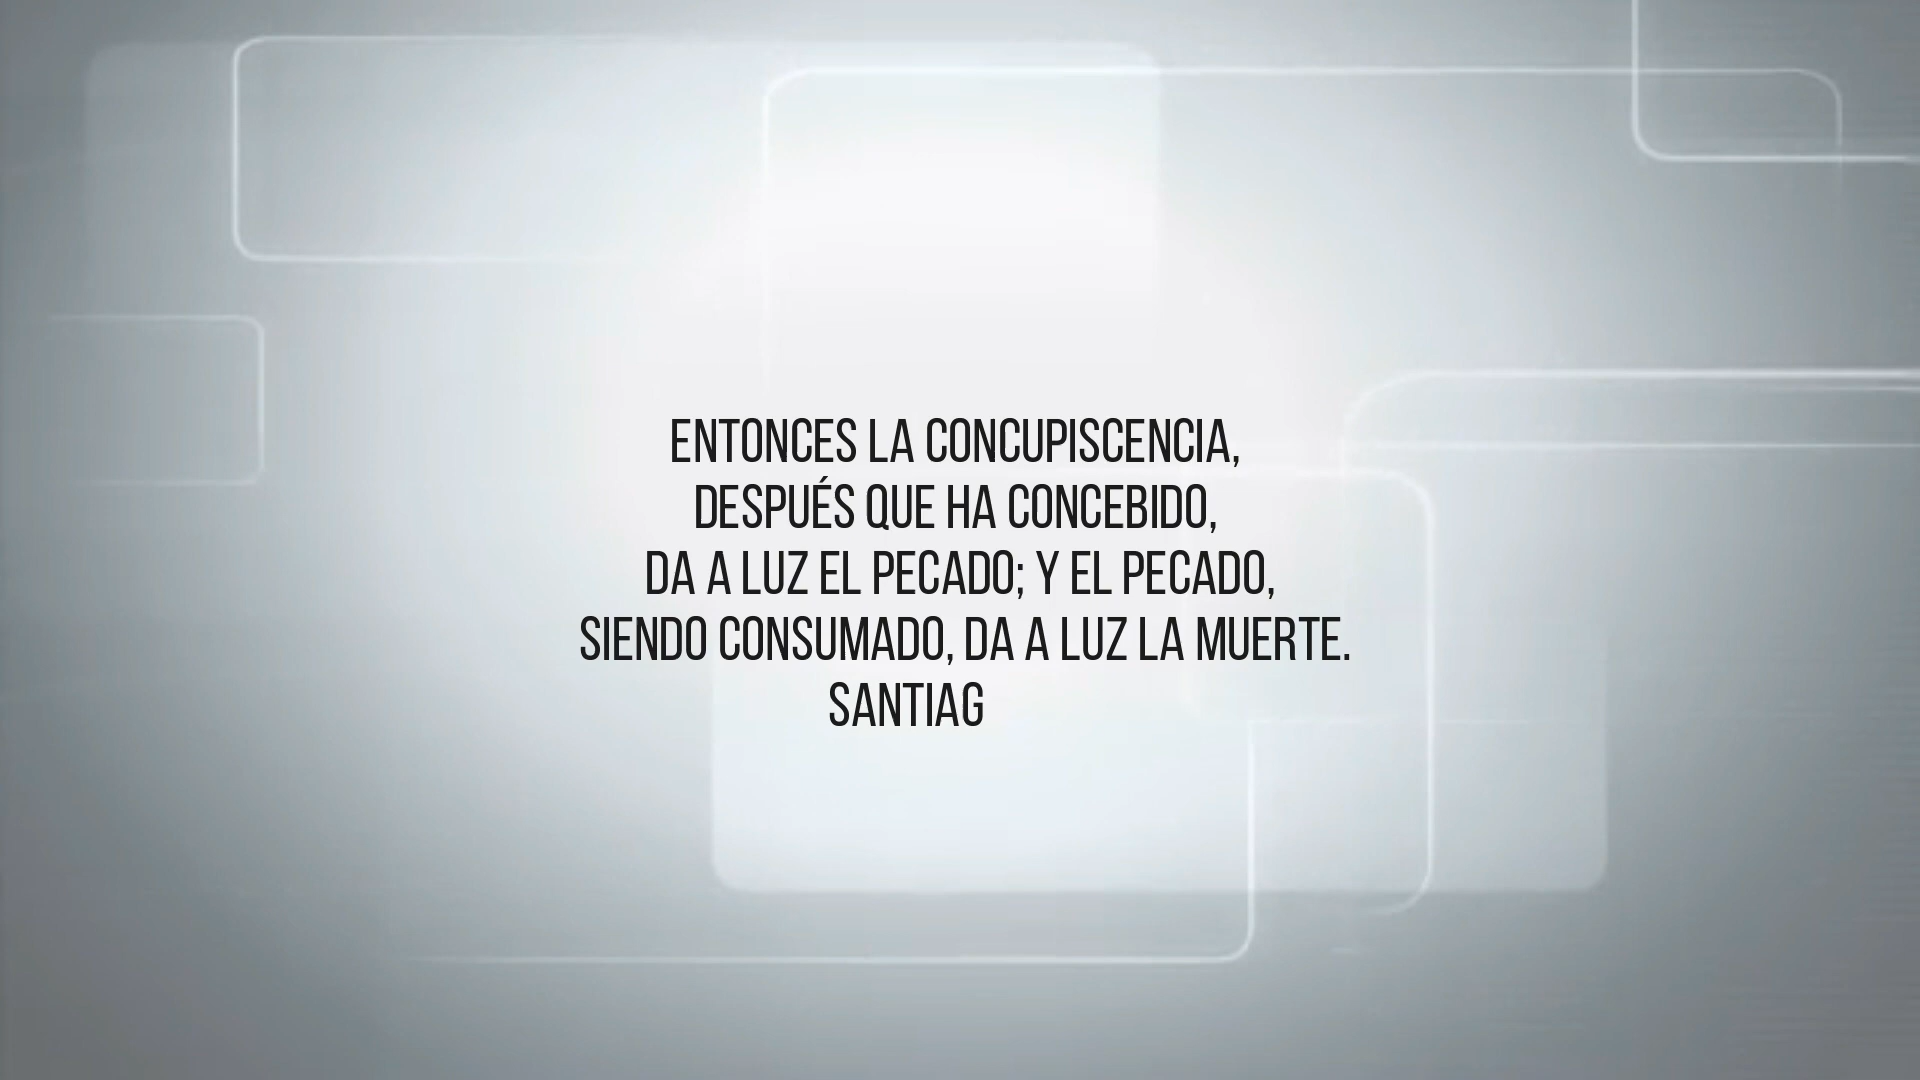 ENTONCES LA CONCUPISCENCIA,
DESPUÉS QUE HA CONCEBIDO,
DA A LUZ EL PECADO; Y EL PECADO,
SIENDO CONSUMADO, DA A LUZ LA MUERTE.
SANTIAG